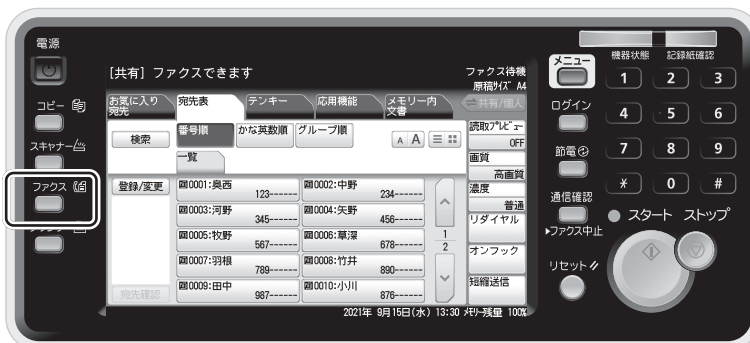 電源
コピー
スキャナー
ファクス
[共有] ファクスできます
ファクス待機
原稿ｻｲｽﾞ A4
お気に入り
宛先
宛先表
テンキー
応用機能
メモリー内
文書
共有/個人
検索
番号順
かな英数順
グループ順
A A
一覧
登録/変更
0001:奥西
123------
0002:中野
234------
0003:河野
345------
0004:矢野
456------
0005:牧野
567------
0006:草深
678------
0007:羽根
789------
0008:竹井
890------
0009:田中
987------
0010:小川
876------
1
2
宛先確認
読取ﾌﾟﾚﾋﾞｭｰ
OFF
画質
高画質
濃度
普通
リダイヤル
オンフック
短縮送信
2021年 9月15日(水) 13:30 ﾒﾓﾘｰ残量 100%
メニュー
ログイン
節電
通信確認
▶ファクス中止
リセット
機器状態
記録紙確認
1 2 3
4 5 6
7 8 9
* 0 #
スタート ストップ